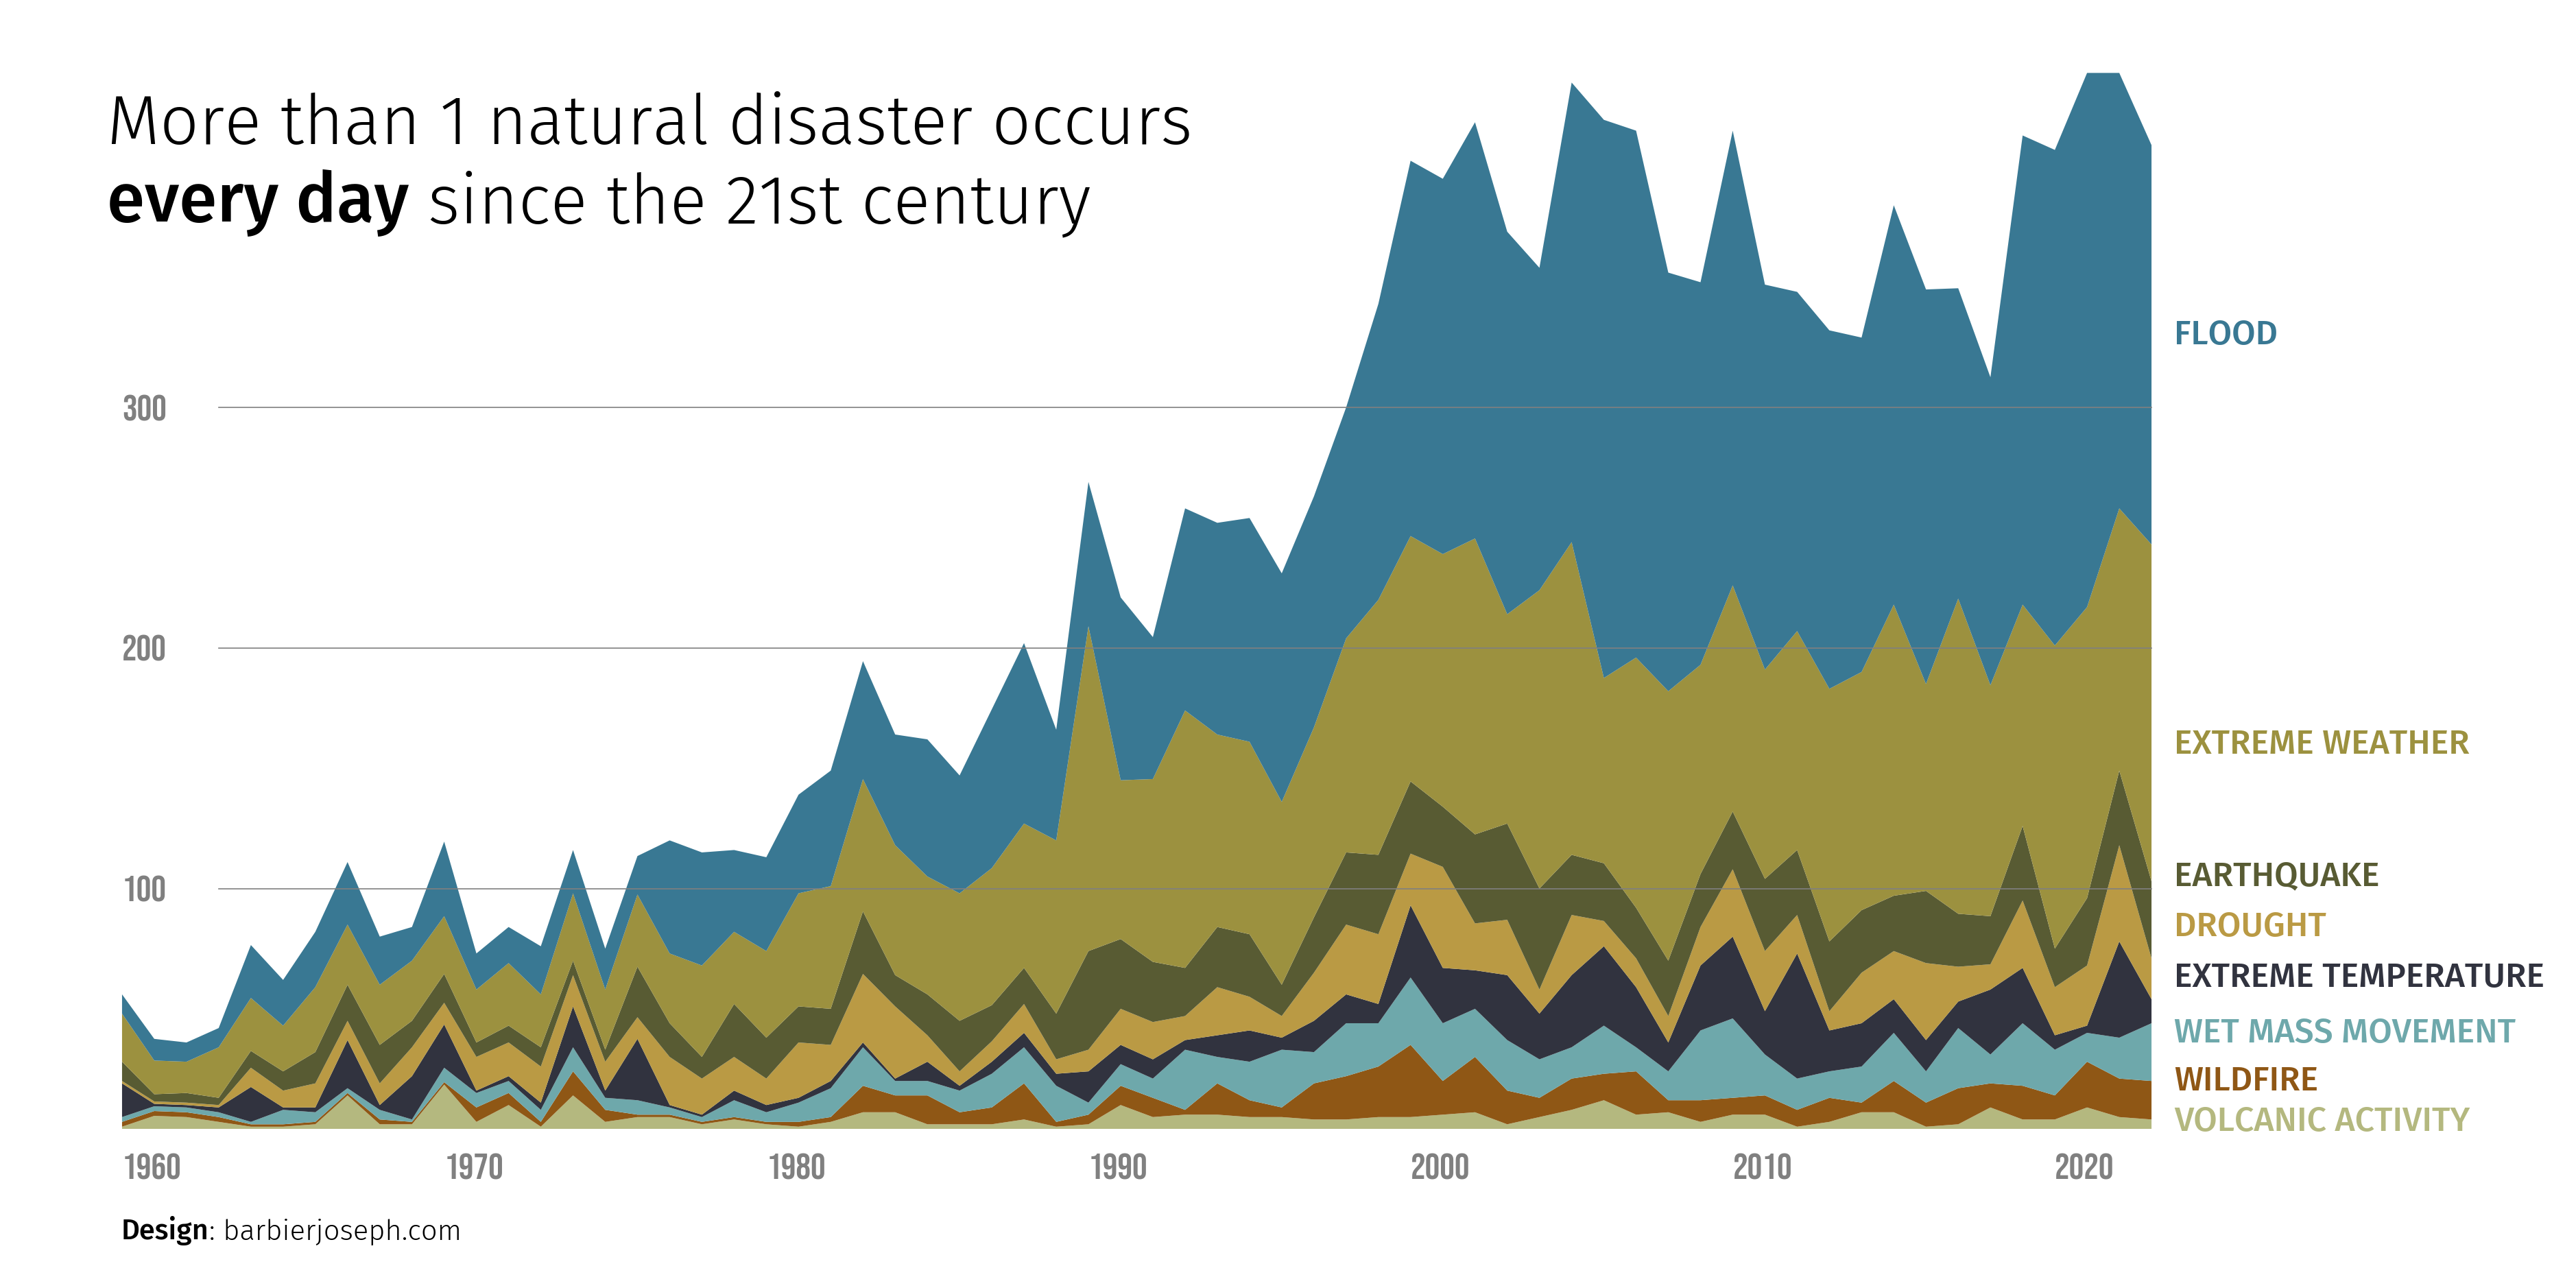 More than 1 natural disaster occurs
every day since the 21st century
FLOOD
300
200
EXTREME WEATHER
100
EARTHQUAKE
DROUGHT
EXTREME TEMPERATURE
WET MASS MOVEMENT
WILDFIRE
VOLCANIC ACTIVITY
1960 1970 1980 1990 2000 2010 2020
Design: barbierjoseph.com